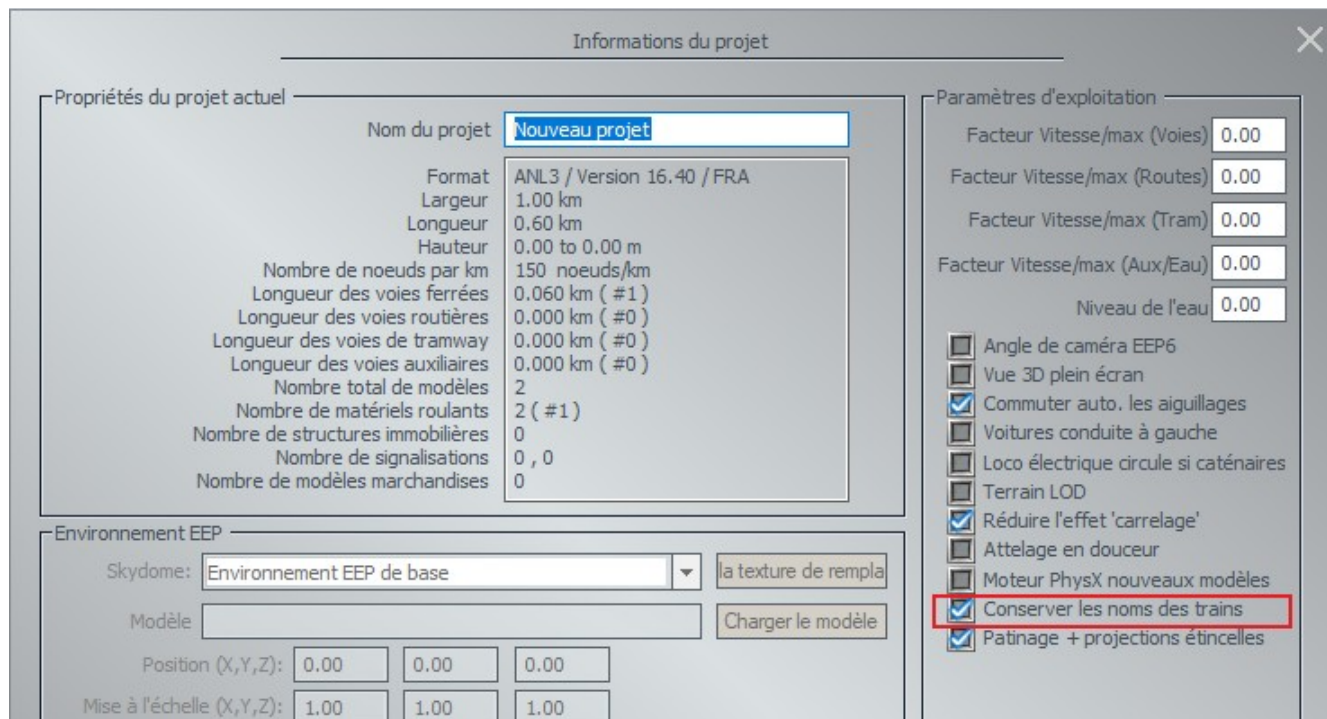 Informations du projet
Propriétés du projet actuel
Nom du projet Nouveau projet
Format ANL3 / Version 16.40 / FRA
Largeur 1.00 km
Longueur 0.60 km
Hauteur 0.00 to 0.00 m
Nombre de noeuds par km 150 noeuds/km
Longueur des voies ferrées 0.060 km ( #1 )
Longueur des voies routières 0.000 km ( #0 )
Longueur des voies de tramway 0.000 km ( #0 )
Longueur des voies auxiliaires 0.000 km ( #0 )
Nombre total de modèles 2
Nombre de matériels roulants 2 ( #1 )
Nombre de structures immobilières 0
Nombre de signalisations 0 , 0
Nombre de modèles marchandises 0
Environnement EEP
Skydome: Environnement EEP de base la texture de rempla
Modèle Charger le modèle
Position (X,Y,Z): 0.00 0.00 0.00
Mise à l'échelle (X,Y,Z): 1.00 1.00 1.00
Paramètres d'exploitation
Facteur Vitesse/max (Voies) 0.00
Facteur Vitesse/max (Routes) 0.00
Facteur Vitesse/max (Tram) 0.00
Facteur Vitesse/max (Aux/Eau) 0.00
Niveau de l'eau 0.00
Angle de caméra EEP6
Vue 3D plein écran
Commuter auto. les aiguillages
Voitures conduite à gauche
Loco électrique circule si caténaires
Terrain LOD
Réduire l'effet 'carrelage'
Attelage en douceur
Moteur PhysX nouveaux modèles
Conserver les noms des trains
Patinage + projections étincelles